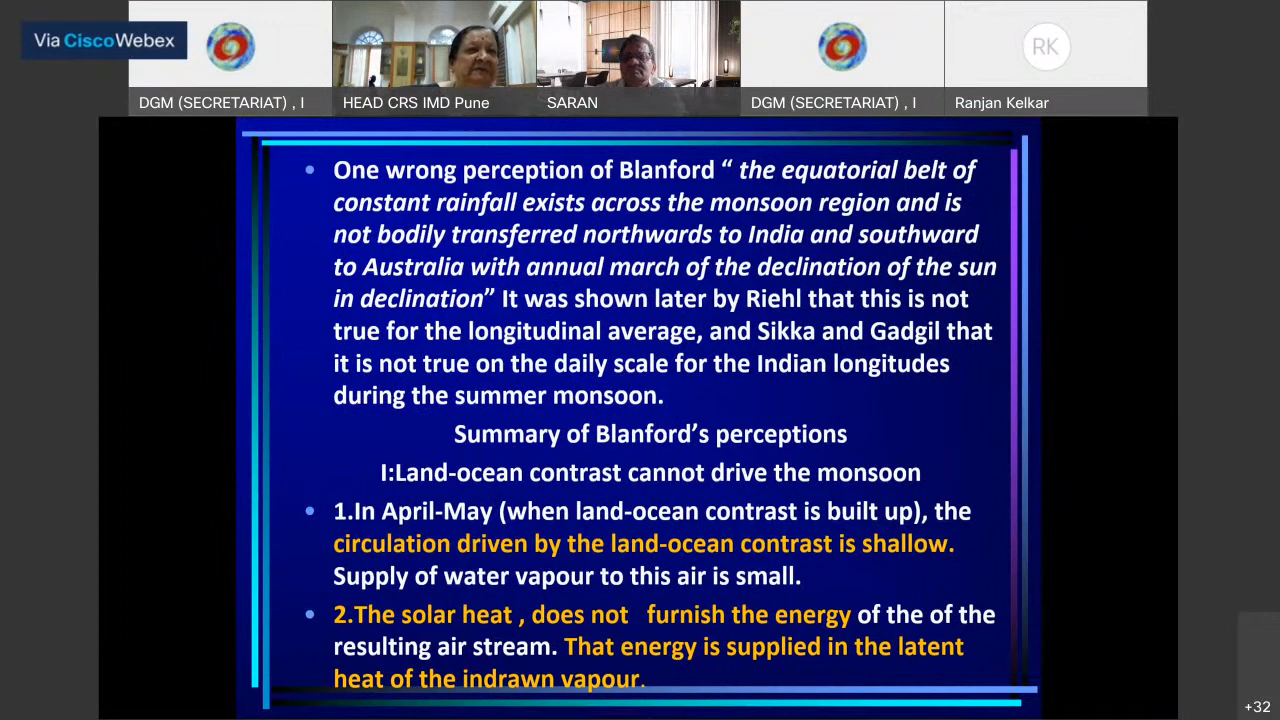 Via Cisco Webex
DGM (SECRETARIAT) , I
HEAD CRS IMD Pune
SARAN
DGM (SECRETARIAT) , I
RK
Ranjan Kelkar
• One wrong perception of Blanford “ the equatorial belt of
constant rainfall exists across the monsoon region and is
not bodily transferred northwards to India and southward
to Australia with annual march of the declination of the sun
in declination” It was shown later by Riehl that this is not
true for the longitudinal average, and Sikka and Gadgil that
it is not true on the daily scale for the Indian longitudes
during the summer monsoon.
Summary of Blanford’s perceptions
I:Land-ocean contrast cannot drive the monsoon
• 1.In April-May (when land-ocean contrast is built up), the
circulation driven by the land-ocean contrast is shallow.
Supply of water vapour to this air is small.
• 2.The solar heat , does not furnish the energy of the of the
resulting air stream. That energy is supplied in the latent
heat of the indrawn vapour.
+32